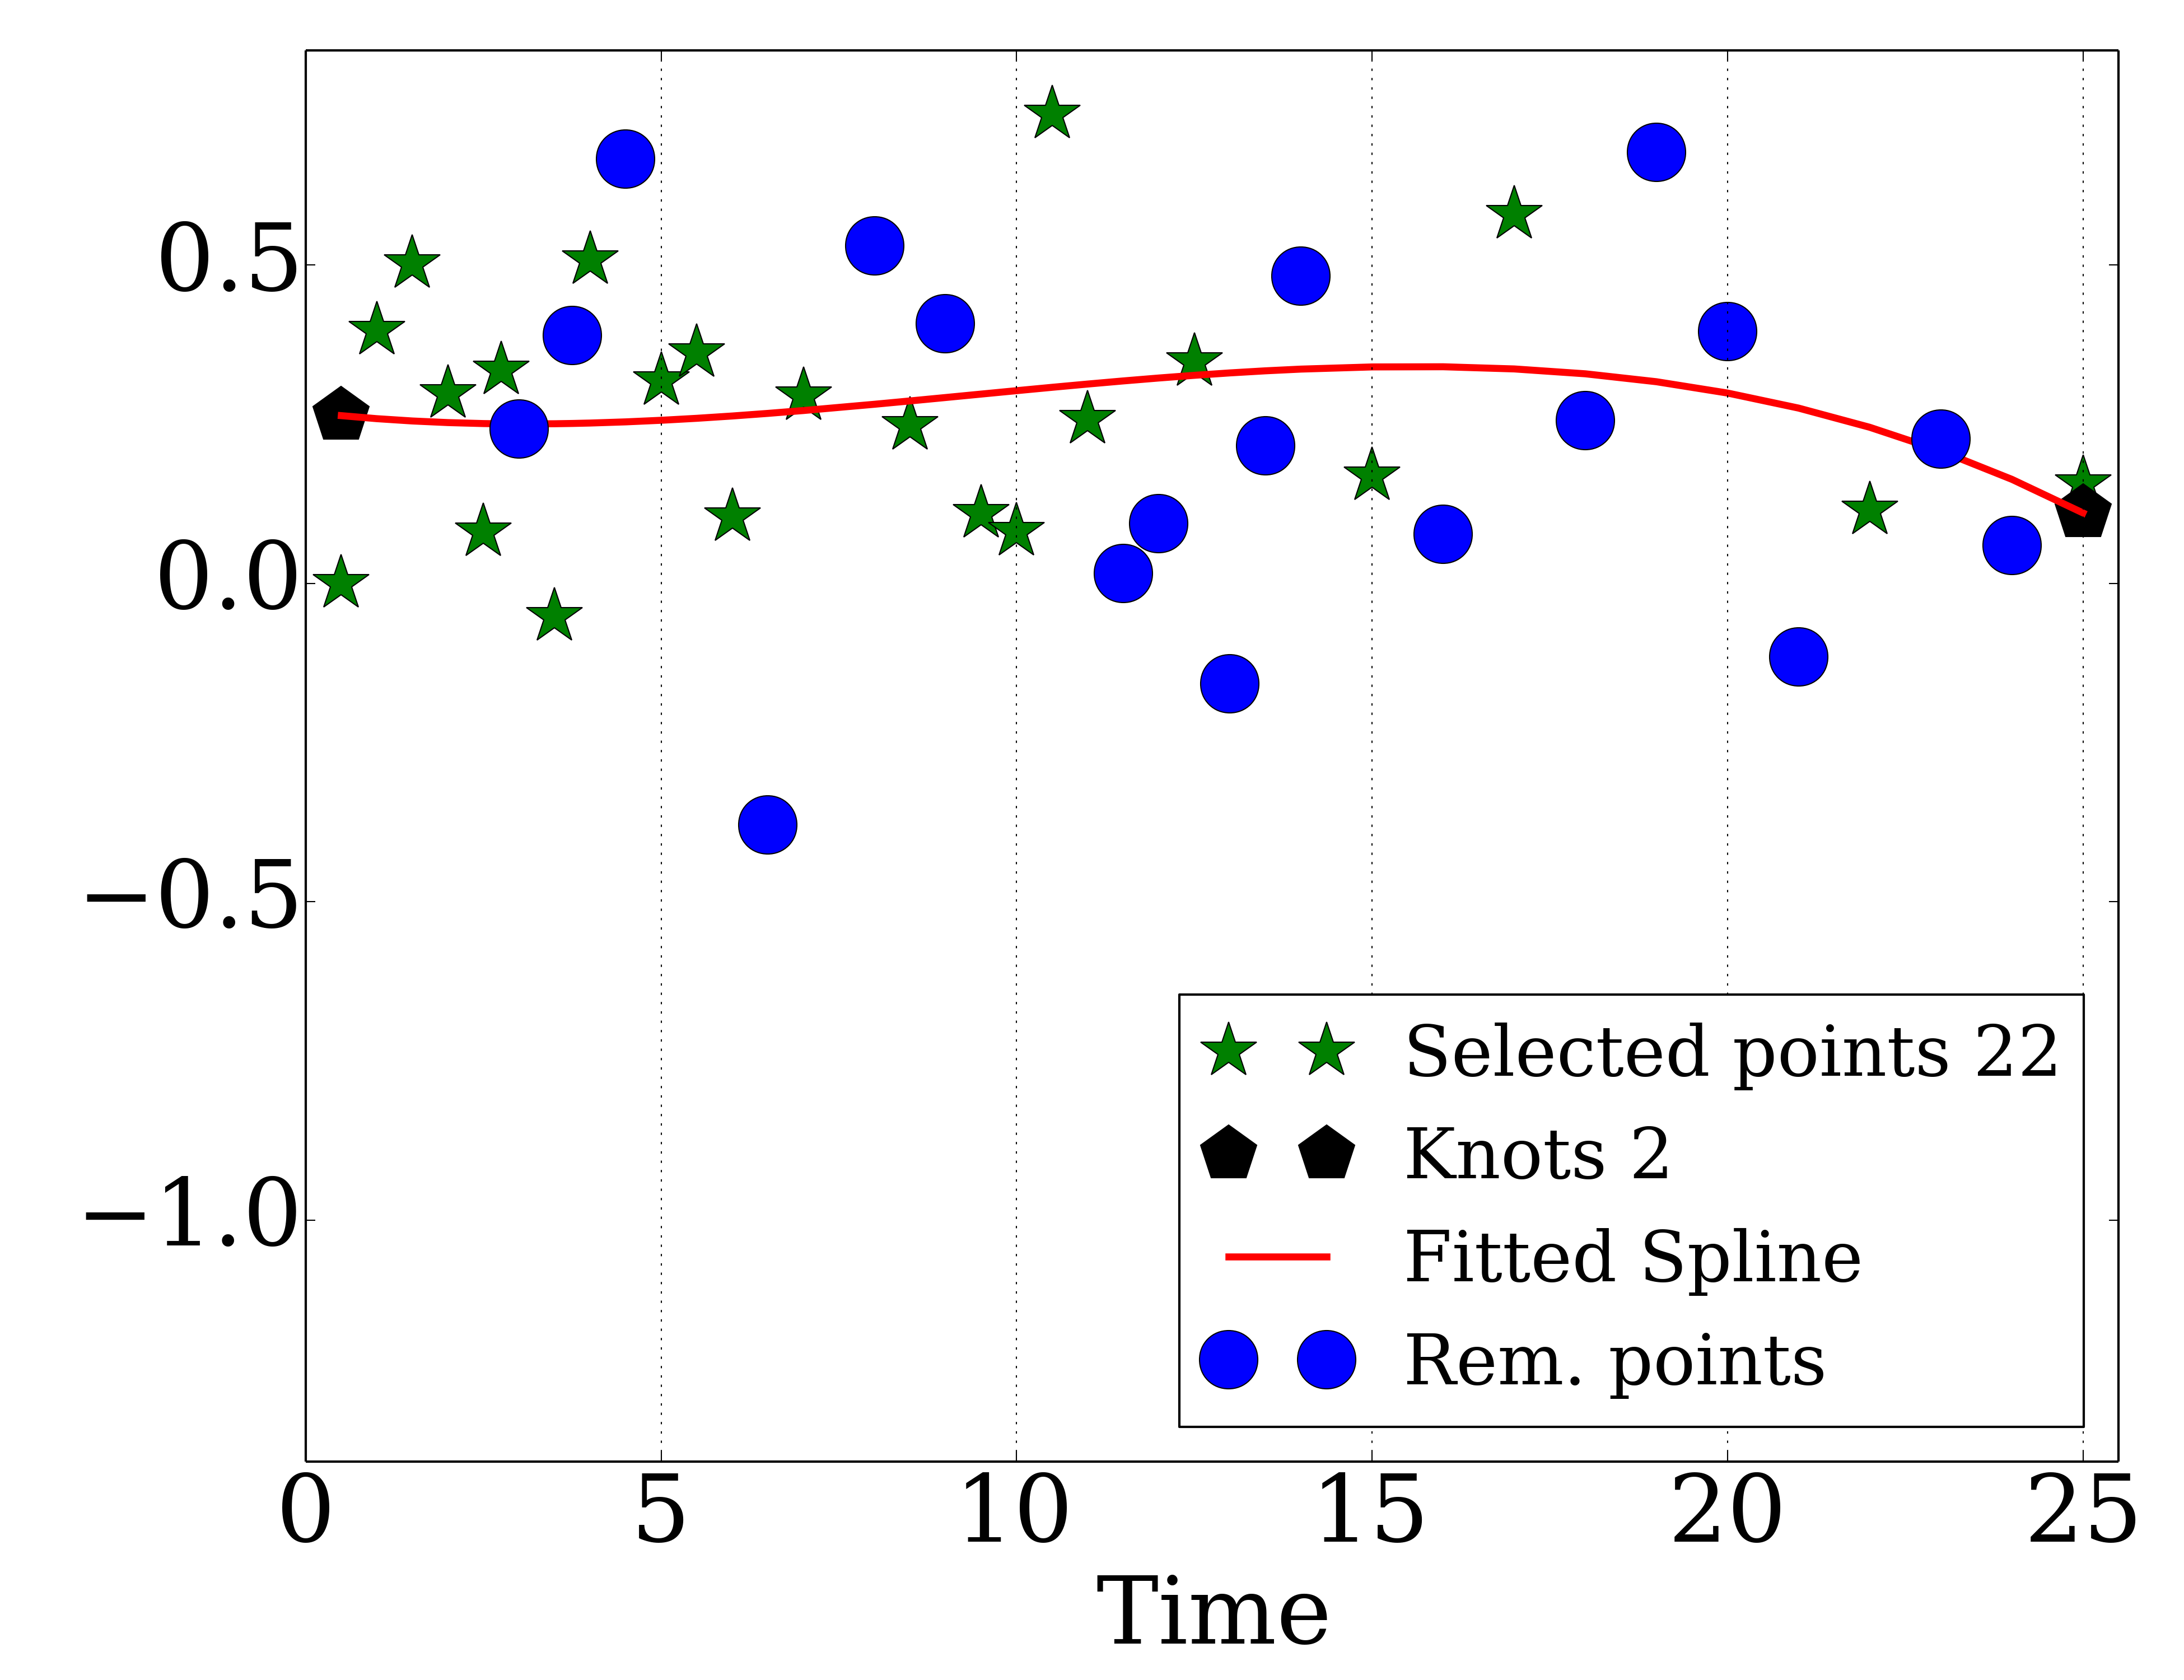 0.5
0.0
−0.5
−1.0
Selected points 22
Knots 2
Fitted Spline
Rem. points
0 5 10 15 20 25
Time